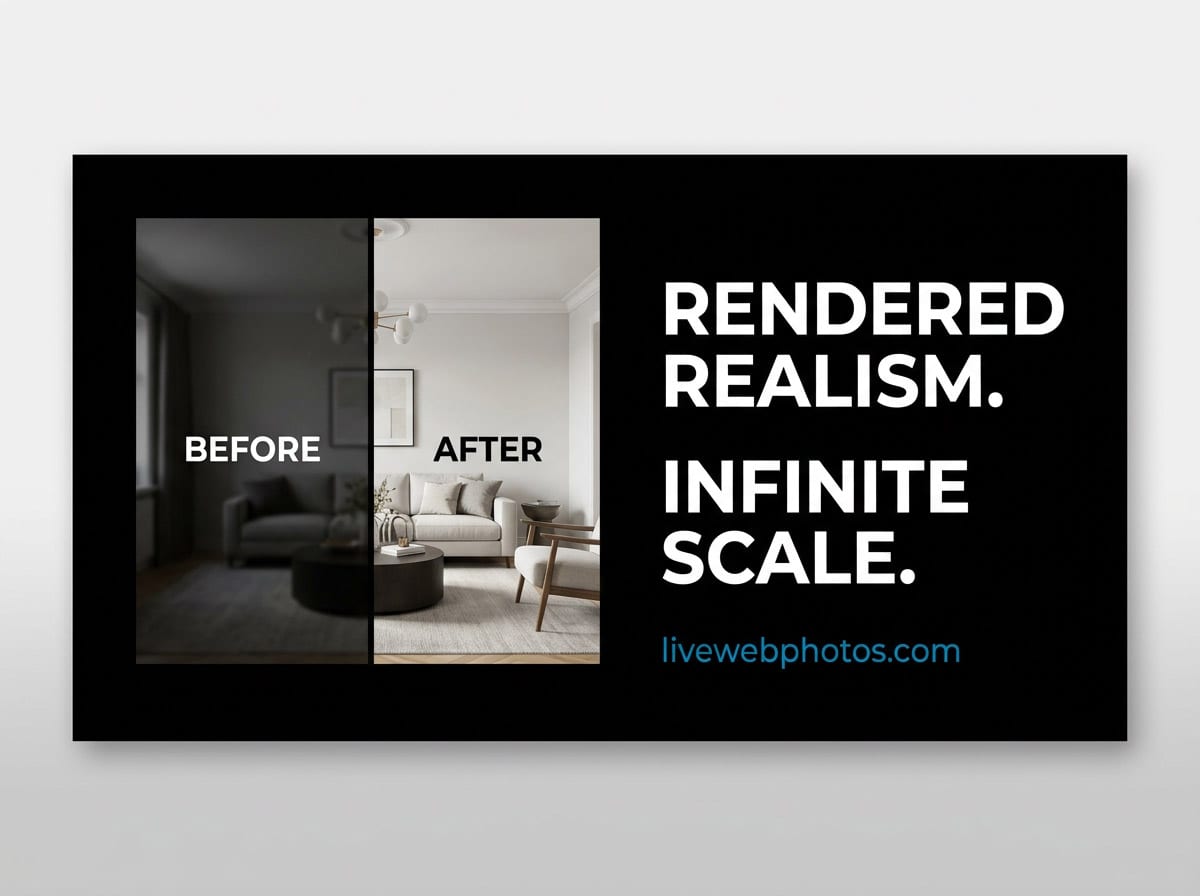 BEFORE
AFTER
RENDERED
REALISM.
INFINITE
SCALE.
livewebphotos.com